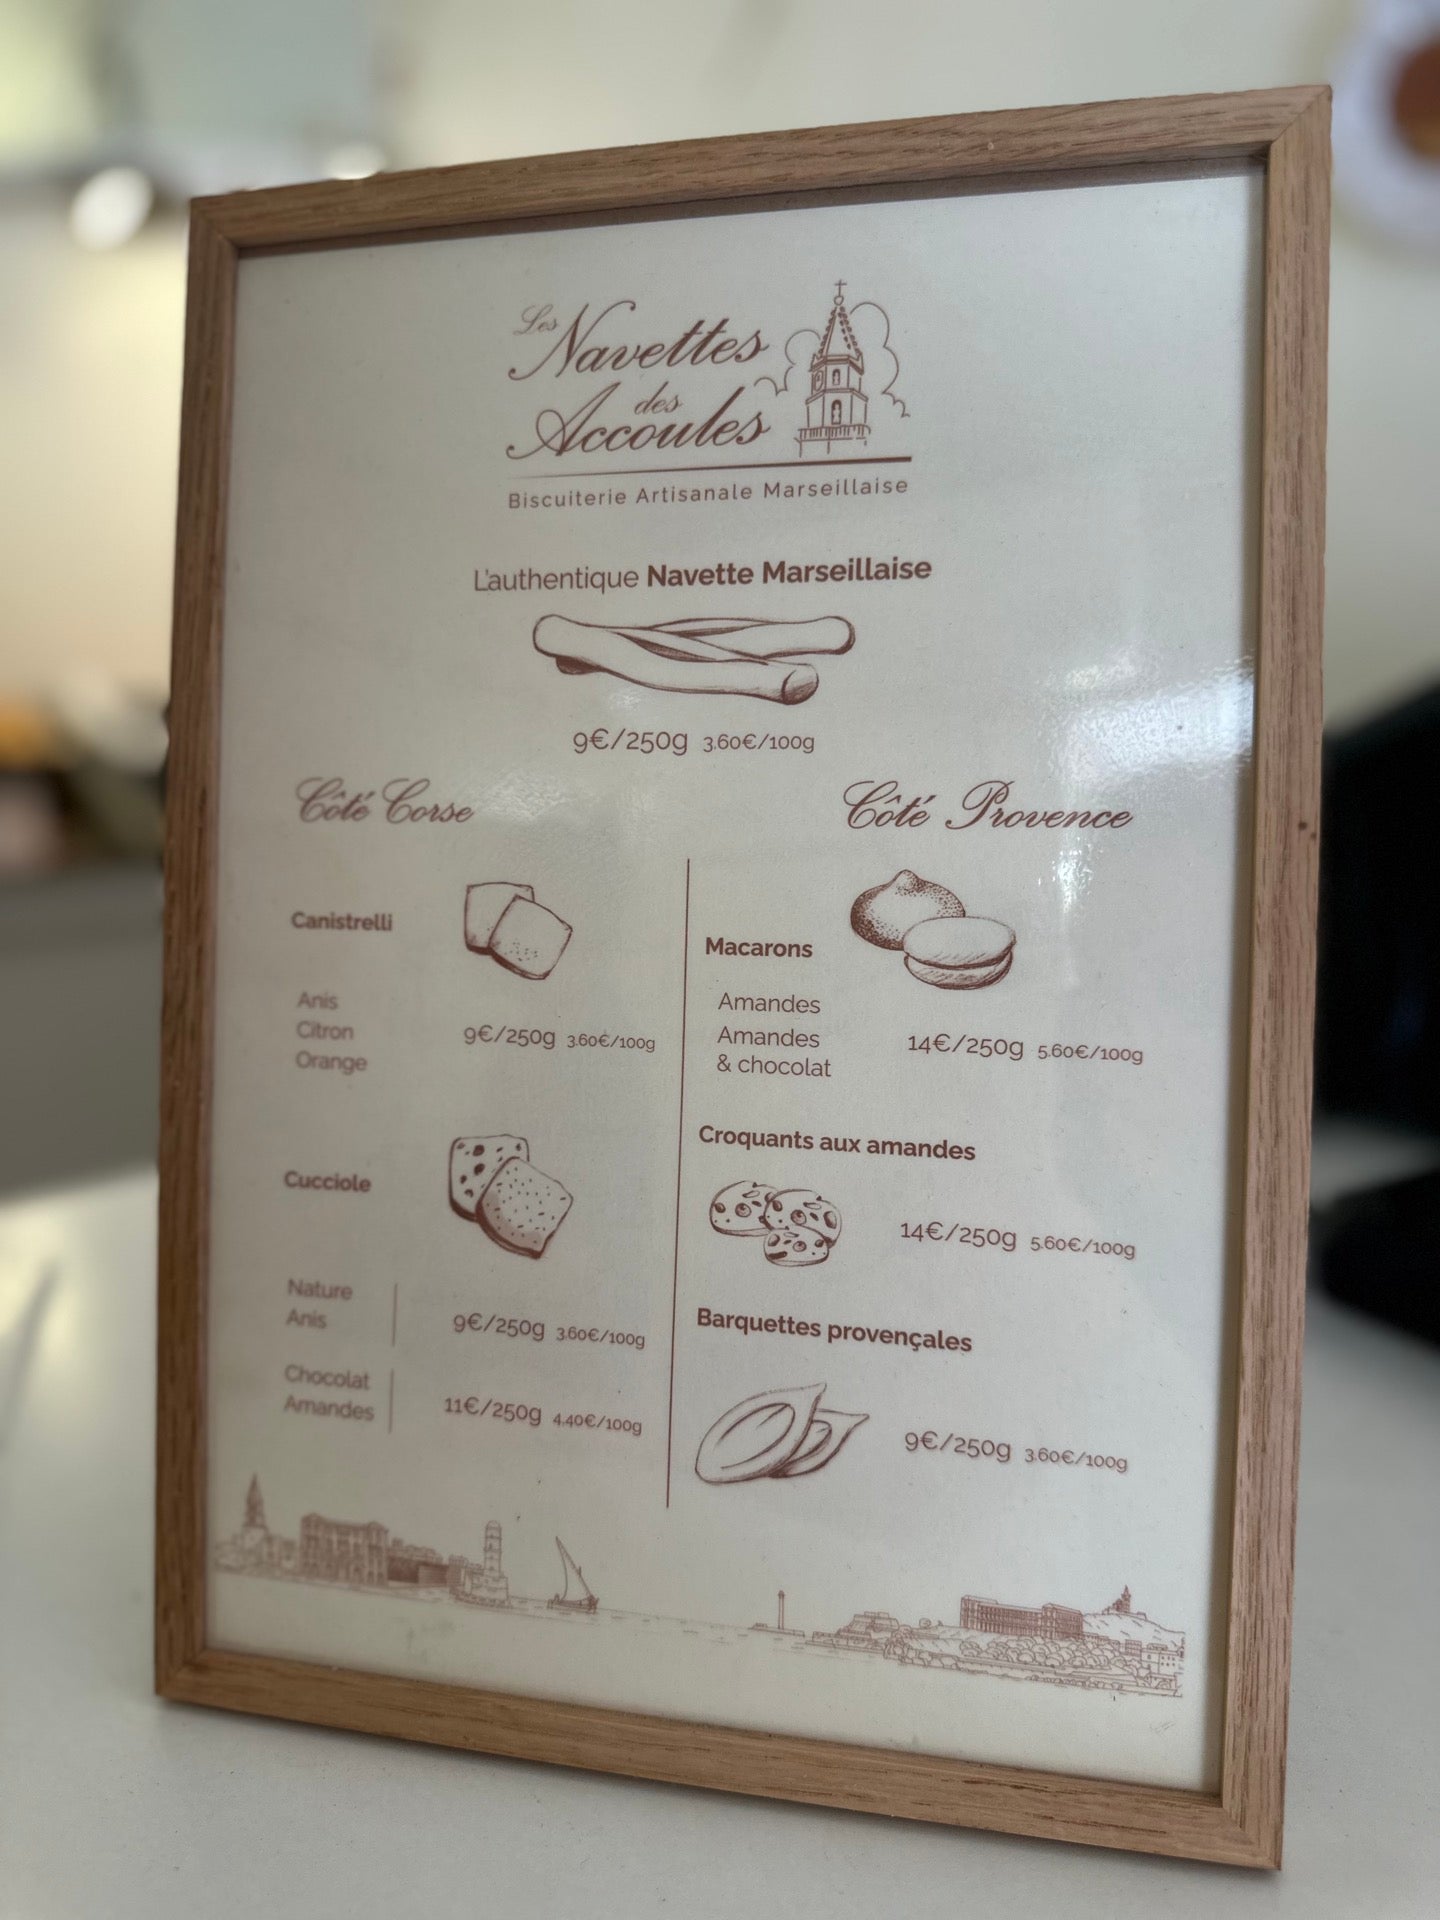 Les
Navettes
des
Accoules
Biscuiterie Artisanale Marseillaise
L'authentique Navette Marseillaise
9€/250g 3.60€/100g
Côté Corse
Canistrelli
Anis
Citron
Orange
9€/250g 3.60€/100g
Cucciole
Nature
Anis
9€/250g 3.60€/100g
Chocolat
Amandes
11€/250g 4.40€/100g
Côté Provence
Macarons
Amandes
Amandes
& chocolat
14€/250g 5.60€/100g
Croquants aux amandes
14€/250g 5.60€/100g
Barquettes provençales
9€/250g 3.60€/100g